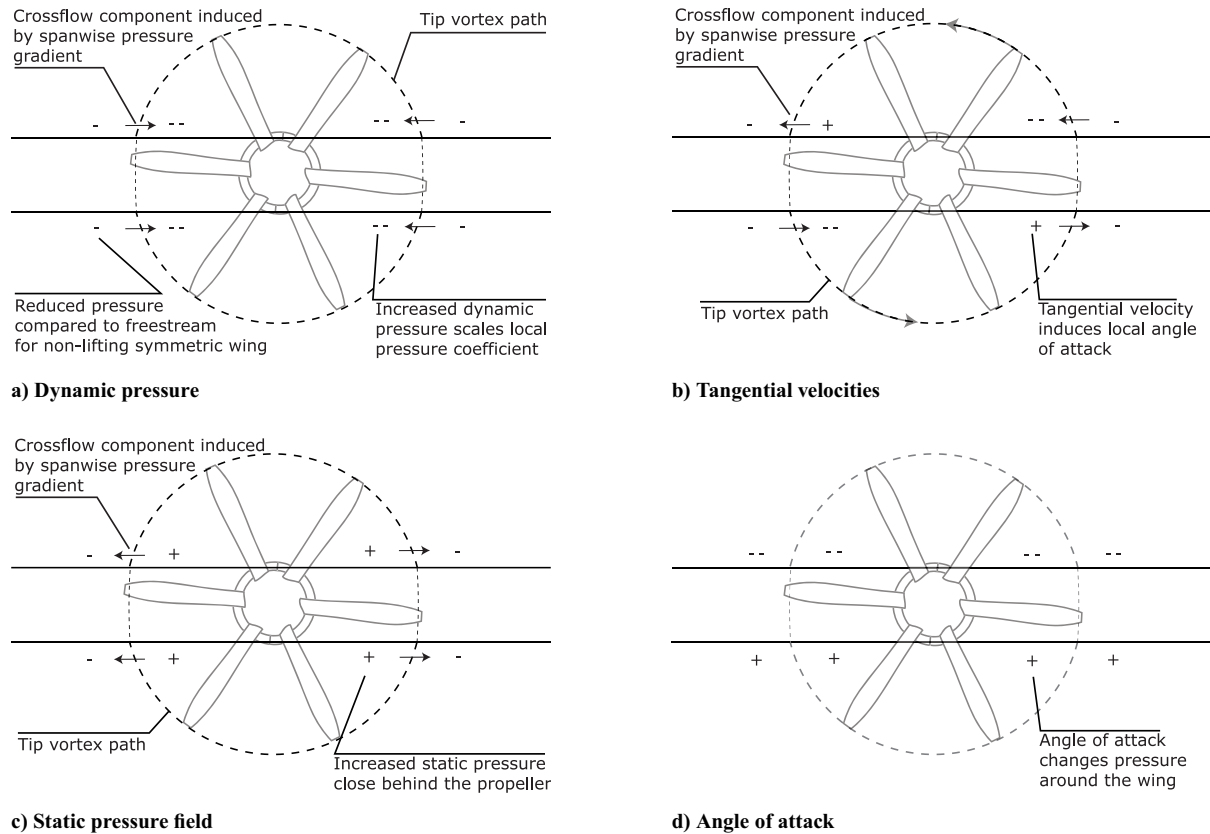 Crossflow component induced
by spanwise pressure
gradient
Tip vortex path
- → -- -- ← -
- → -- -- ← -
Reduced pressure
compared to freestream
for non-lifting symmetric wing
Increased dynamic
pressure scales local
pressure coefficient
a) Dynamic pressure
Crossflow component induced
by spanwise pressure
gradient
- ← + -- ← -
- → -- + → -
Tip vortex path
Tangential velocity
induces local angle
of attack
b) Tangential velocities
Crossflow component induced
by spanwise pressure
gradient
- ← + + → -
- ← + + → -
Tip vortex path
Increased static pressure
close behind the propeller
c) Static pressure field
-- -- -- --
+ + + +
Angle of attack
changes pressure
around the wing
d) Angle of attack